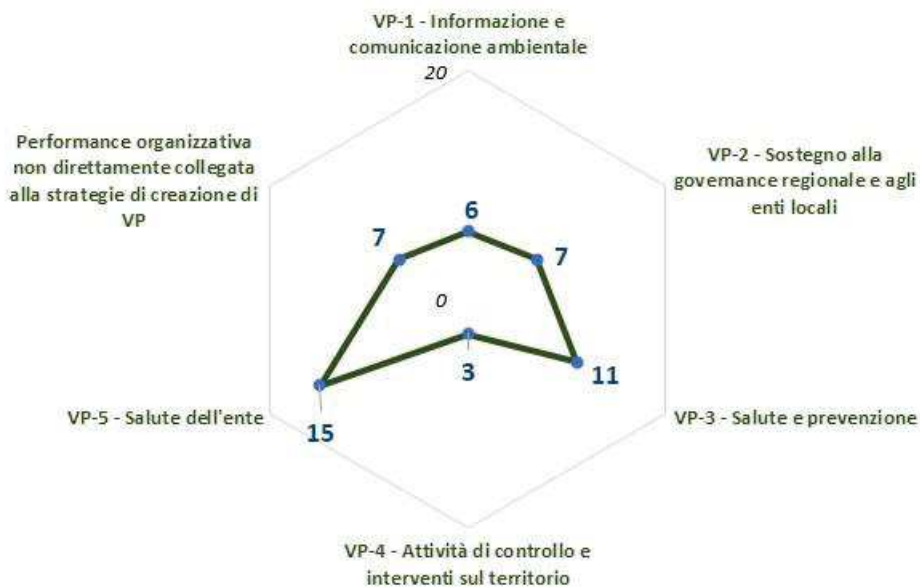 VP-1 - Informazione e
comunicazione ambientale
20
Performance organizzativa
non direttamente collegata
alla strategie di creazione di
VP
VP-2 - Sostegno alla
governance regionale e agli
enti locali
6
7
7
0
3
11
VP-5 - Salute dell'ente
VP-3 - Salute e prevenzione
15
VP-4 - Attività di controllo e
interventi sul territorio